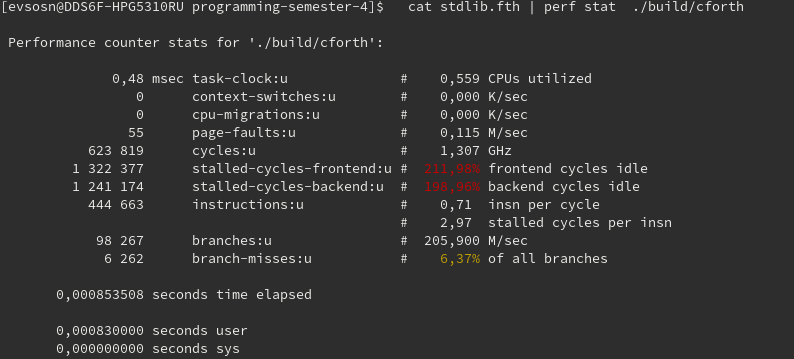 [evsosn@DDS6F-HPG5310RU programming-semester-4]$   cat stdlib.fth | perf stat  ./build/cforth
Performance counter stats for './build/cforth':
0,48 msec task-clock:u # 0,559 CPUs utilized
0 context-switches:u # 0,000 K/sec
0 cpu-migrations:u # 0,000 K/sec
55 page-faults:u # 0,115 M/sec
623 819 cycles:u # 1,307 GHz
1 322 377 stalled-cycles-frontend:u # 211,98% frontend cycles idle
1 241 174 stalled-cycles-backend:u # 198,96% backend cycles idle
444 663 instructions:u # 0,71 insn per cycle
# 2,97 stalled cycles per insn
98 267 branches:u # 205,900 M/sec
6 262 branch-misses:u # 6,37% of all branches
0,000853508 seconds time elapsed
0,000830000 seconds user
0,000000000 seconds sys